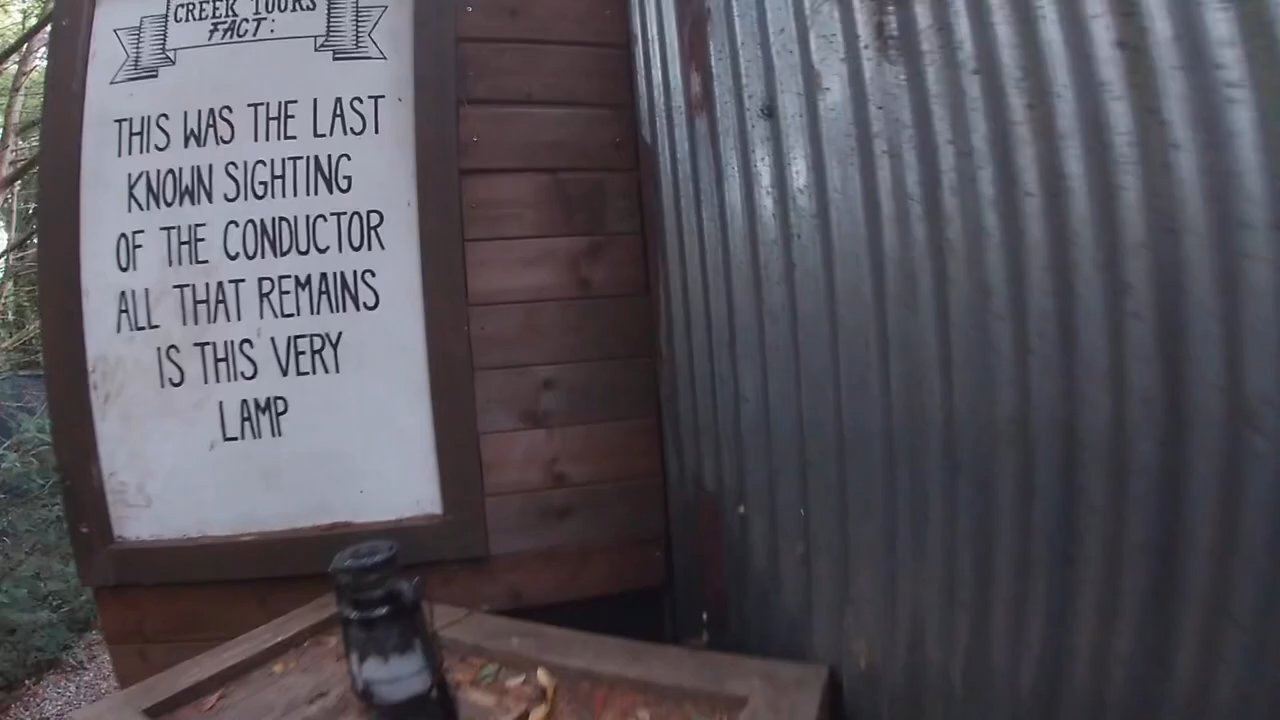 CREEK TOURS
FACT:
THIS WAS THE LAST
KNOWN SIGHTING
OF THE CONDUCTOR
ALL THAT REMAINS
IS THIS VERY
LAMP